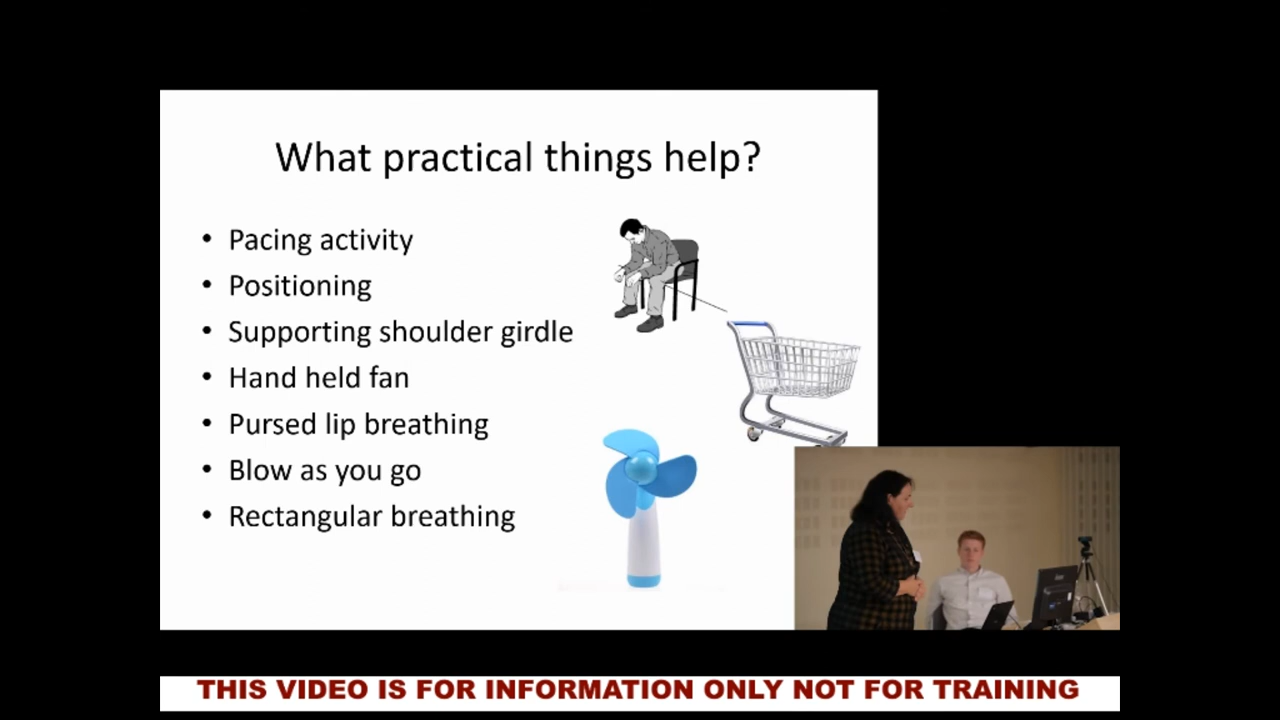 What practical things help?
• Pacing activity
• Positioning
• Supporting shoulder girdle
• Hand held fan
• Pursed lip breathing
• Blow as you go
• Rectangular breathing
THIS VIDEO IS FOR INFORMATION ONLY NOT FOR TRAINING